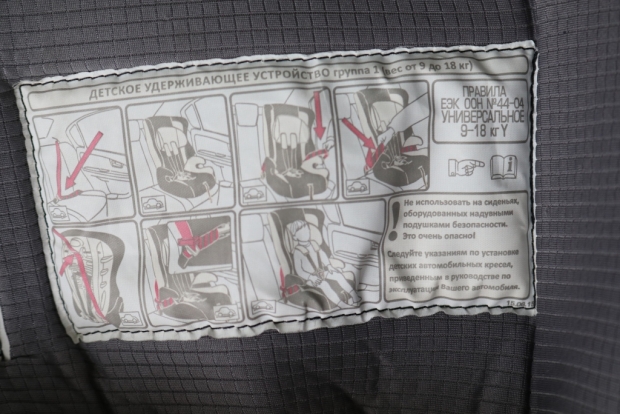 ДЕТСКОЕ УДЕРЖИВАЮЩЕЕ УСТРОЙСТВО группа 1 (вес от 9 до 18 кг)
ПРАВИЛА
ЕЭК ООН №44-04
УНИВЕРСАЛЬНОЕ
9-18 кг Y
Не использовать на сиденьях,
оборудованных надувными
подушками безопасности.
Это очень опасно!
Следуйте указаниям по установке
детских автомобильных кресел,
приведенным в руководстве по
эксплуатации Вашего автомобиля.